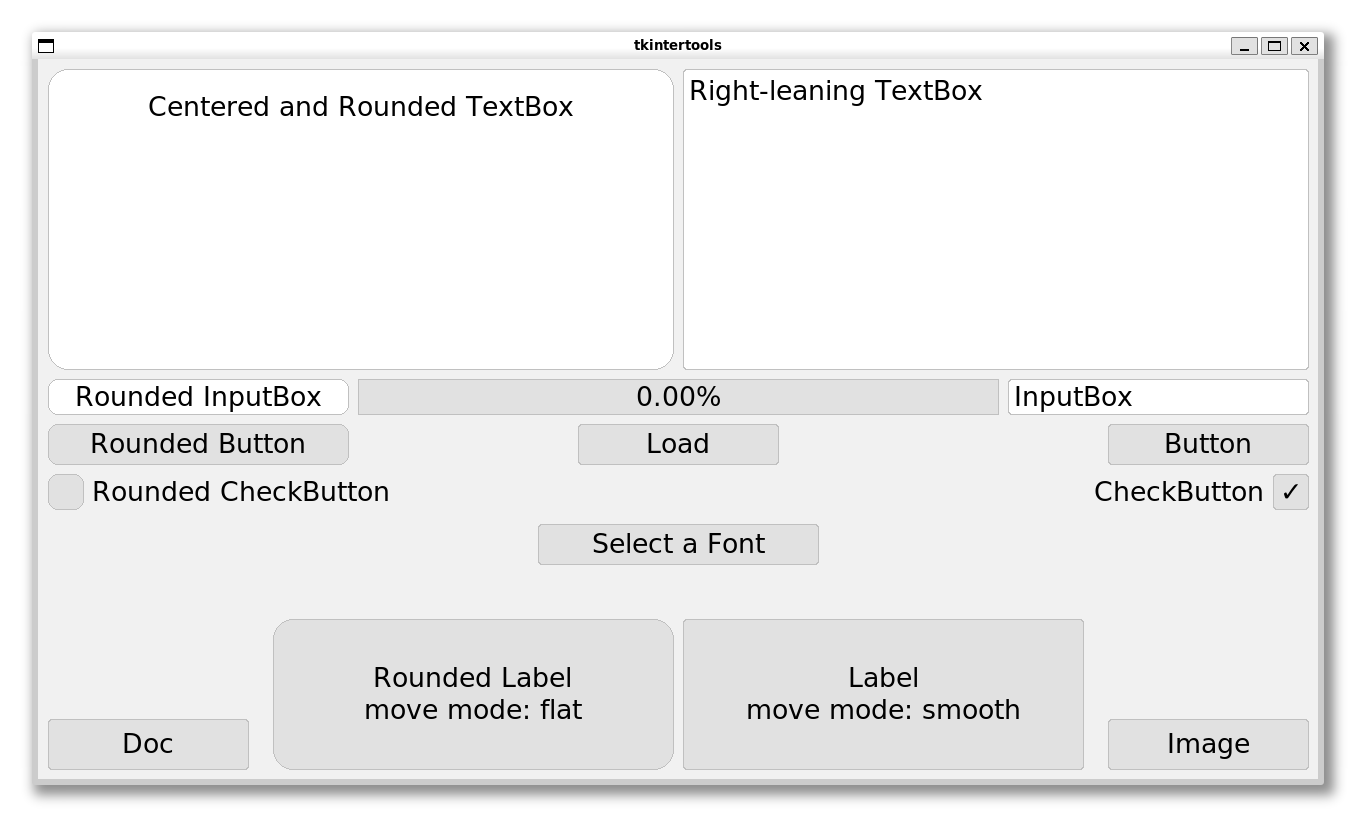 tkintertools
Centered and Rounded TextBox
Right-leaning TextBox
Rounded InputBox
0.00%
InputBox
Rounded Button
Load
Button
Rounded CheckButton
CheckButton ✓
Select a Font
Rounded Label
move mode: flat
Label
move mode: smooth
Doc
Image